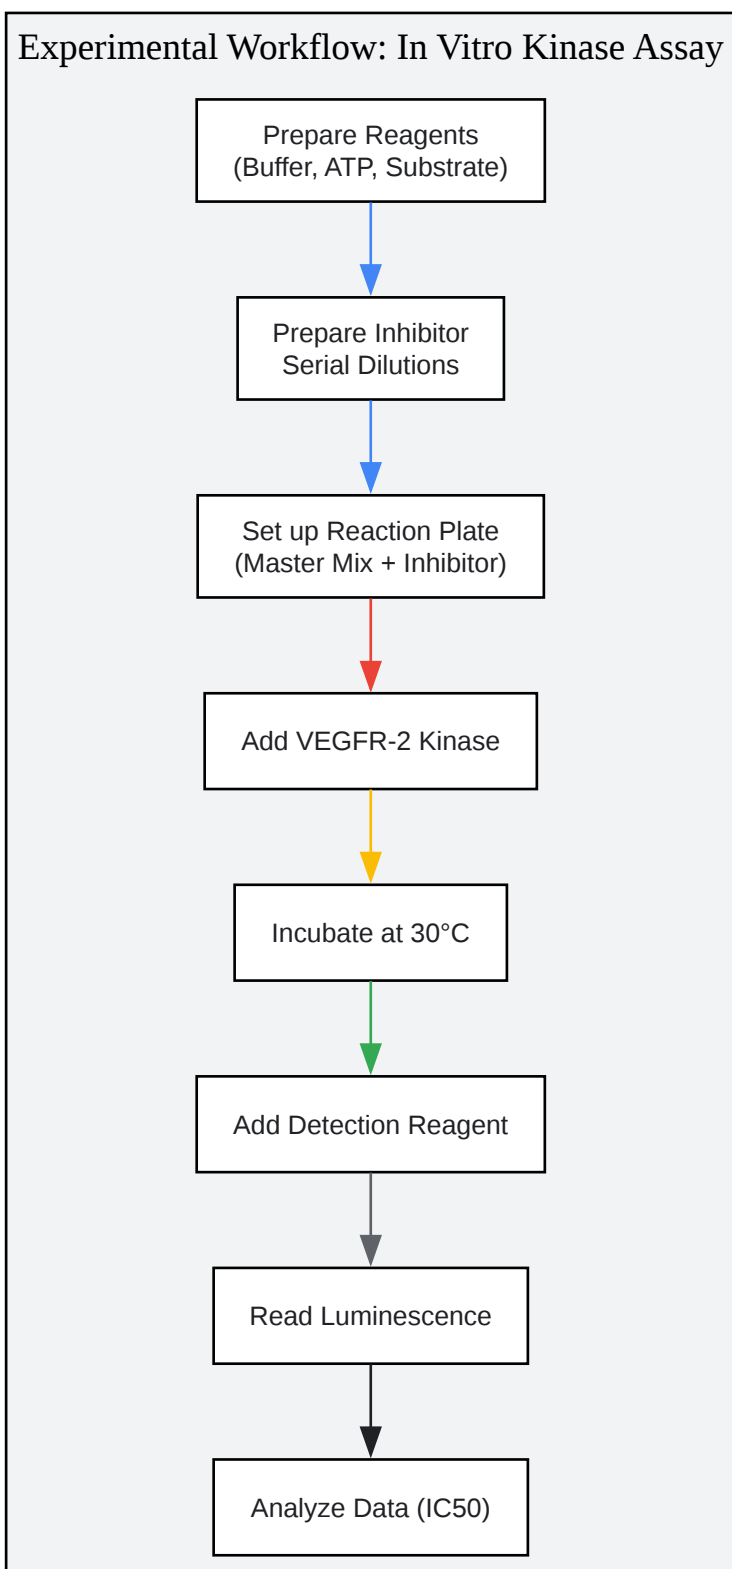 Experimental Workflow: In Vitro Kinase Assay
Prepare Reagents
(Buffer, ATP, Substrate)
Prepare Inhibitor
Serial Dilutions
Set up Reaction Plate
(Master Mix + Inhibitor)
Add VEGFR-2 Kinase
Incubate at 30°C
Add Detection Reagent
Read Luminescence
Analyze Data (IC50)